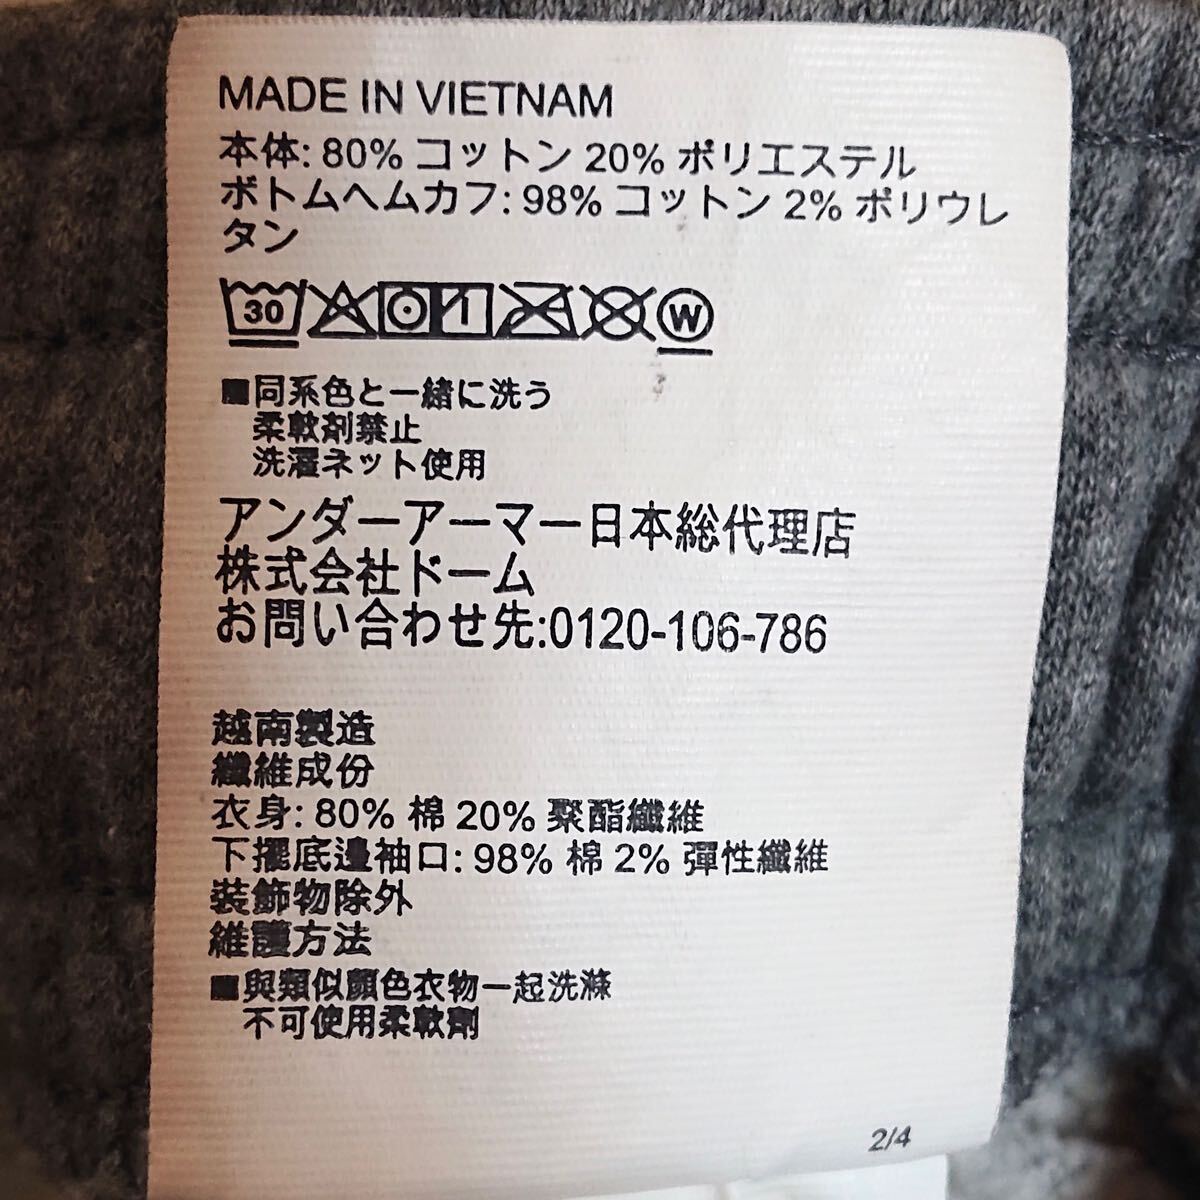 MADE IN VIETNAM
本体: 80% コットン 20% ポリエステル
ボトムヘムカフ: 98% コットン 2% ポリウレ
タン
30 W
■同系色と一緒に洗う
柔軟剤禁止
洗濯ネット使用
アンダーアーマー日本総代理店
株式会社ドーム
お問い合わせ先:0120-106-786
越南製造
纖維成份
衣身: 80% 棉 20% 聚酯纖維
下擺底邊袖口: 98% 棉 2% 彈性纖維
裝飾物除外
維護方法
■與類似顏色衣物一起洗滌
不可使用柔軟劑
2/4